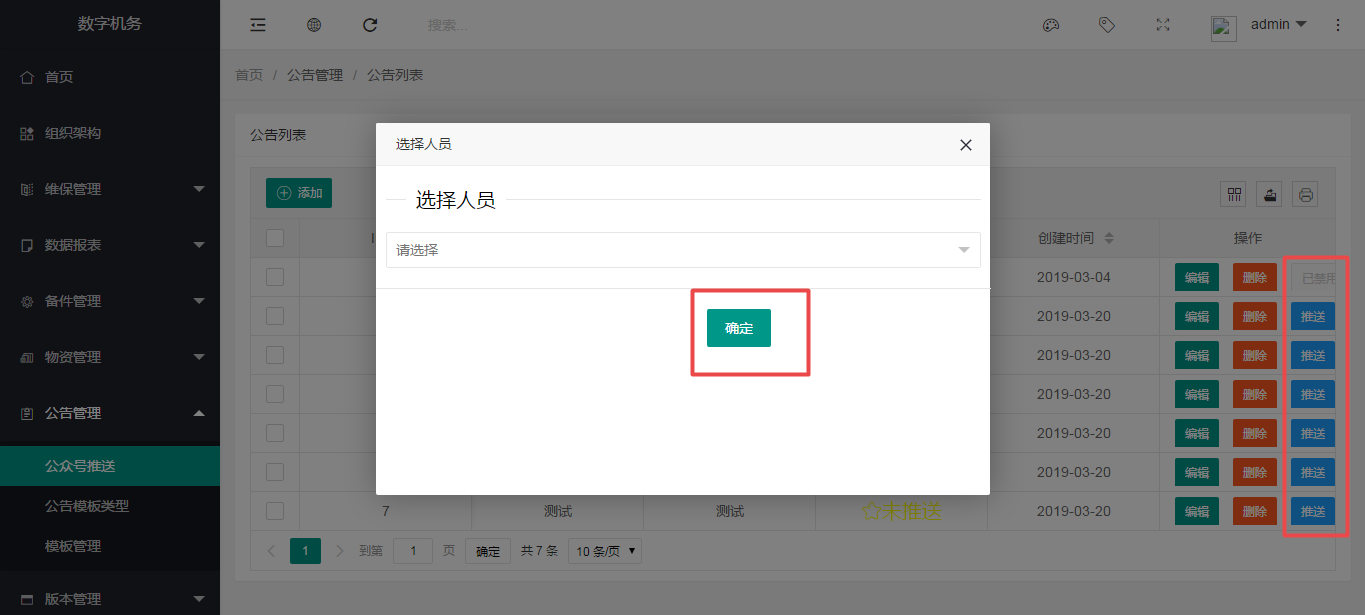 数字机务
搜索...
admin
首页
组织架构
维保管理
数据报表
备件管理
物资管理
公告管理
公众号推送
公告模板类型
模板管理
版本管理
首页 / 公告管理 / 公告列表
公告列表
添加
选择人员
选择人员
请选择
确定
创建时间 操作
2019-03-04 编辑 删除 已禁用
2019-03-20 编辑 删除 推送
2019-03-20 编辑 删除 推送
2019-03-20 编辑 删除 推送
2019-03-20 编辑 删除 推送
2019-03-20 编辑 删除 推送
7 测试 测试 未推送 2019-03-20 编辑 删除 推送
1 到第 1 页 确定 共 7 条 10 条/页